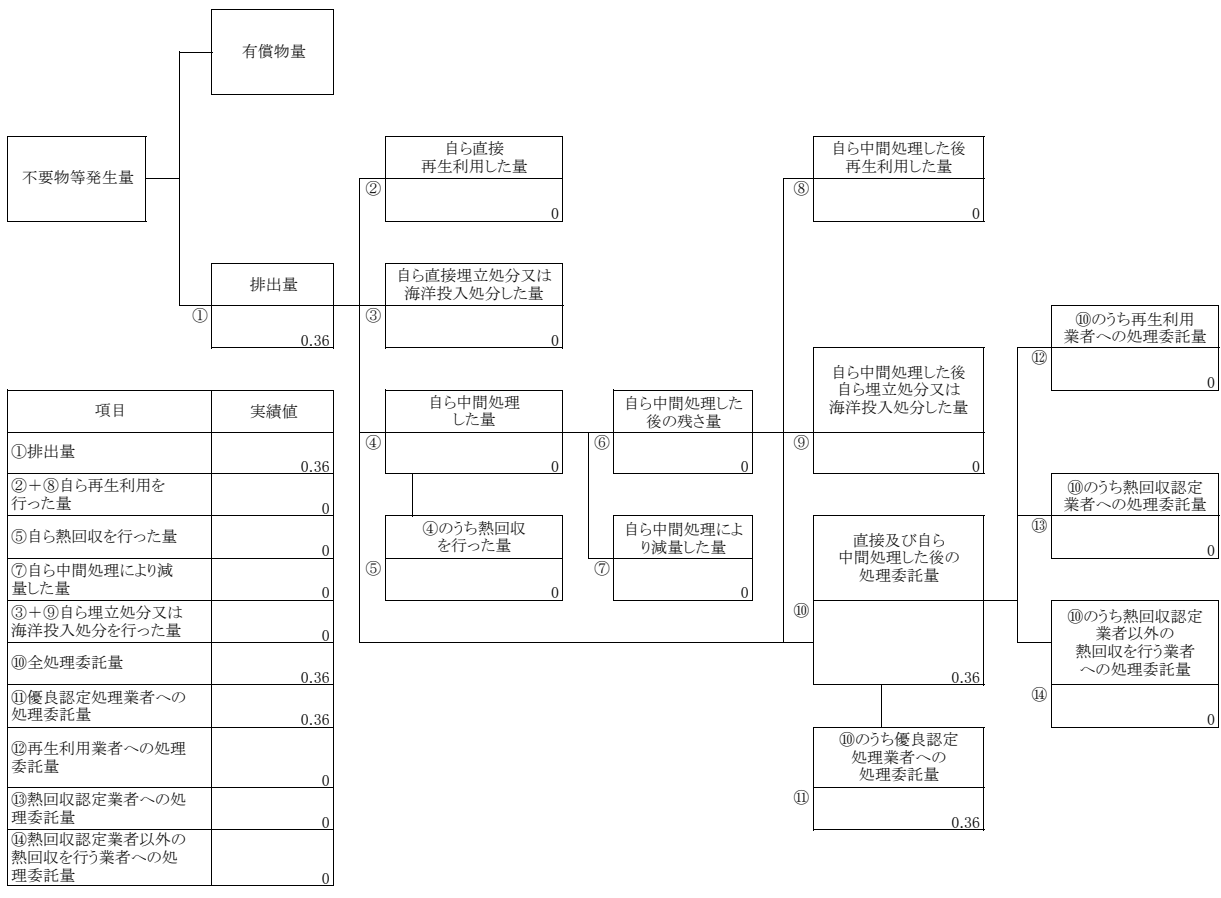 有償物量
不要物等発生量
排出量
①
0.36
自ら直接
再生利用した量
②
0
自ら直接埋立処分又は
海洋投入処分した量
③
0
自ら中間処理
した量
④
0
④のうち熱回収
を行った量
⑤
0
自ら中間処理した
後の残さ量
⑥
0
自ら中間処理によ
り減量した量
⑦
0
自ら中間処理した後
再生利用した量
⑧
0
自ら中間処理した後
自ら埋立処分又は
海洋投入処分した量
⑨
0
直接及び自ら
中間処理した後の
処理委託量
⑩
0.36
⑩のうち優良認定
処理業者への
処理委託量
⑪
0.36
⑩のうち再生利用
業者への処理委託量
⑫
0
⑩のうち熱回収認定
業者への処理委託量
⑬
0
⑩のうち熱回収認定
業者以外の
熱回収を行う業者
への処理委託量
⑭
0
項目 実績値
①排出量
0.36
②＋⑧自ら再生利用を
行った量
0
⑤自ら熱回収を行った量
0
⑦自ら中間処理により減
量した量
0
③＋⑨自ら埋立処分又は
海洋投入処分を行った量
0
⑩全処理委託量
0.36
⑪優良認定処理業者への
処理委託量
0.36
⑫再生利用業者への処理
委託量
0
⑬熱回収認定業者への処
理委託量
0
⑭熱回収認定業者以外の
熱回収を行う業者への処
理委託量
0